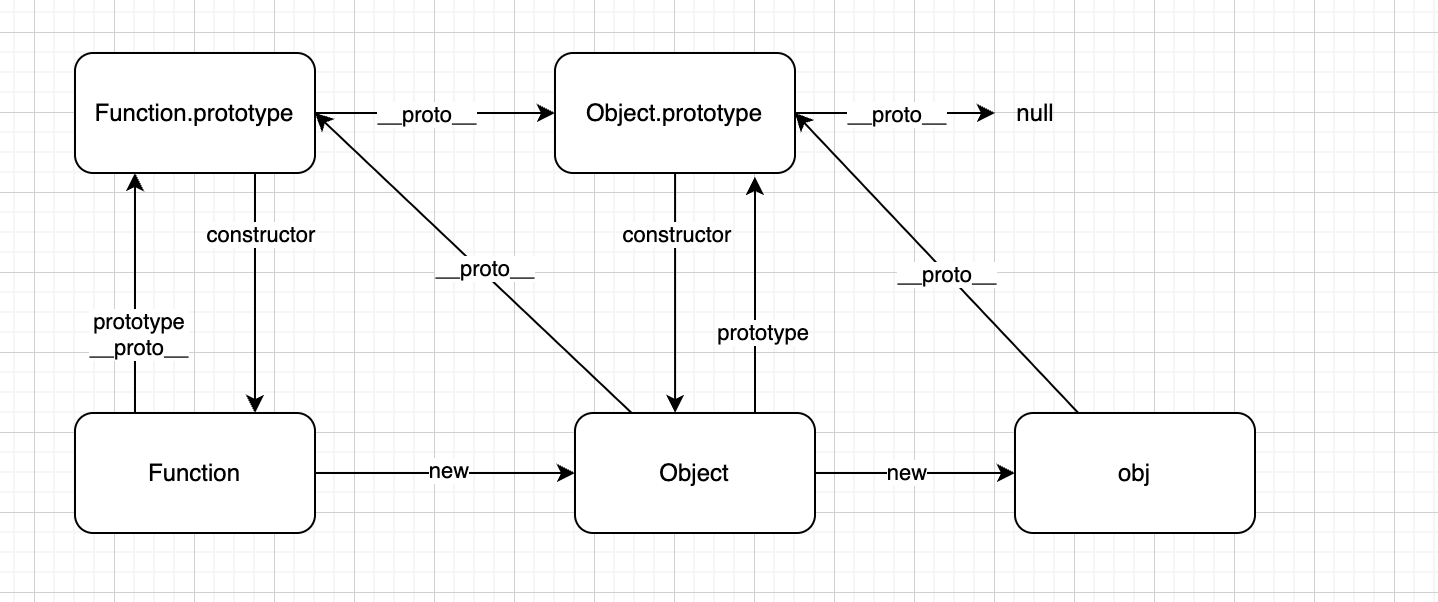 Function.prototype
__proto__
Object.prototype
__proto__
null
constructor
constructor
__proto__
__proto__
prototype
__proto__
prototype
Function
new
Object
new
obj